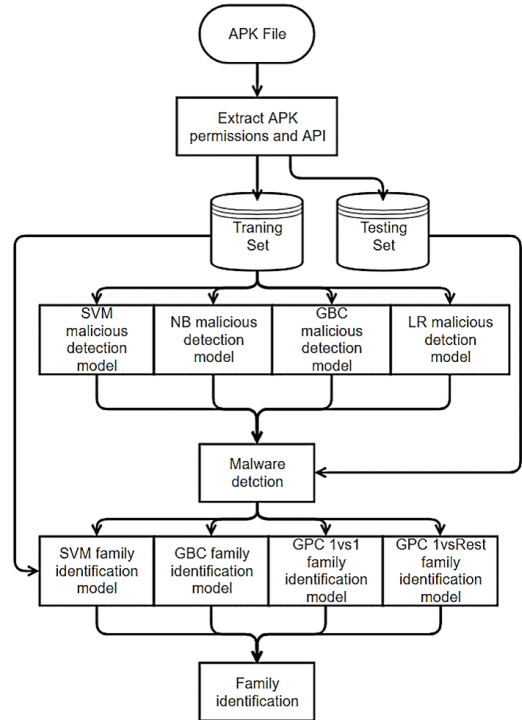 APK File
Extract APK
permissions and API
Traning
Set
Testing
Set
SVM
malicious
detection
model
NB malicious
detection
model
GBC
malicious
detection
model
LR malicious
detction
model
Malware
detction
SVM family
identification
model
GBC family
identification
model
GPC 1vs1
family
identification
model
GPC 1vsRest
family
identification
model
Family
identification